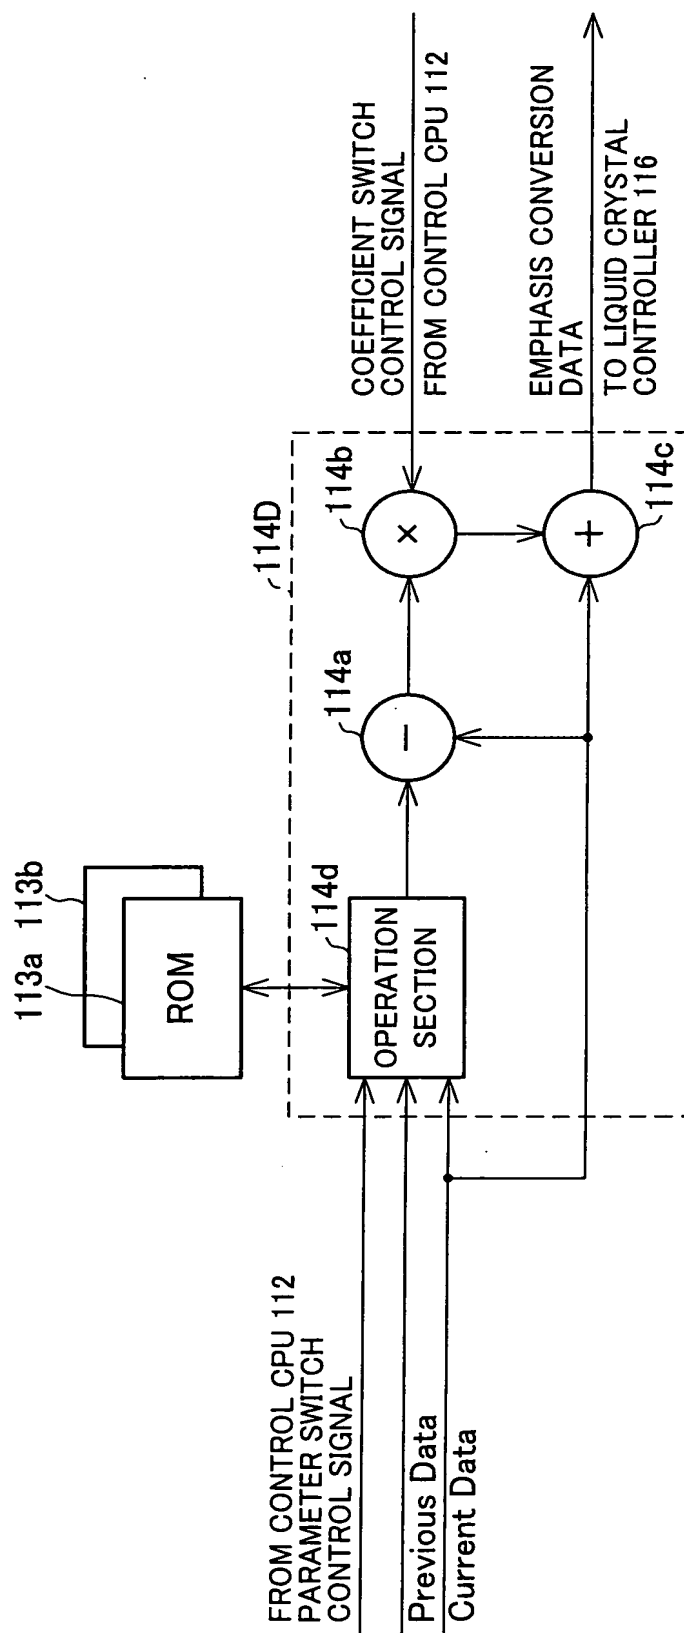 FROM CONTROL CPU 112
PARAMETER SWITCH
CONTROL SIGNAL
Previous Data
Current Data
113a
113b
ROM
114d
OPERATION
SECTION
114D
114a
−
114b
×
114c
+
COEFFICIENT SWITCH
CONTROL SIGNAL
FROM CONTROL CPU 112
EMPHASIS CONVERSION
DATA
TO LIQUID CRYSTAL
CONTROLLER 116